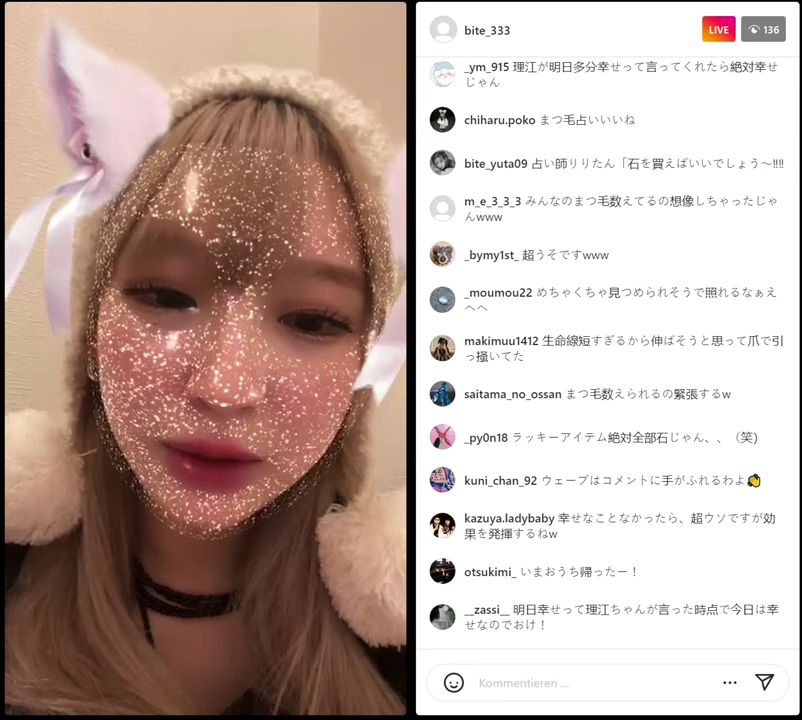 bite_333
LIVE
136
_ym_915 理江が明日多分幸せって言ってくれたら絶対幸せ
じゃん
chiharu.poko まつ毛占いいいね
bite_yuta09 占い師りりたん「石を買えばいいでしょう〜!!!!
m_e_3_3_3 みんなのまつ毛数えてるの想像しちゃったじゃ
んwww
_bymy1st_ 超うそですwww
_moumou22 めちゃくちゃ見つめられそうで照れるなぁえ
へへ
makimuu1412 生命線短すぎるから伸ばそうと思って爪で引
っ掻いてた
saitama_no_ossan まつ毛数えられるの緊張するw
_py0n18 ラッキーアイテム絶対全部石じゃん、、（笑)
kuni_chan_92 ウェーブはコメントに手がふれるわよ👏
kazuya.ladybaby 幸せなことなかったら、超ウソですが効
果を発揮するねw
otsukimi_ いまおうち帰ったー！
__zassi__ 明日幸せって理江ちゃんが言った時点で今日は幸
せなのでおけ！
Kommentieren ...